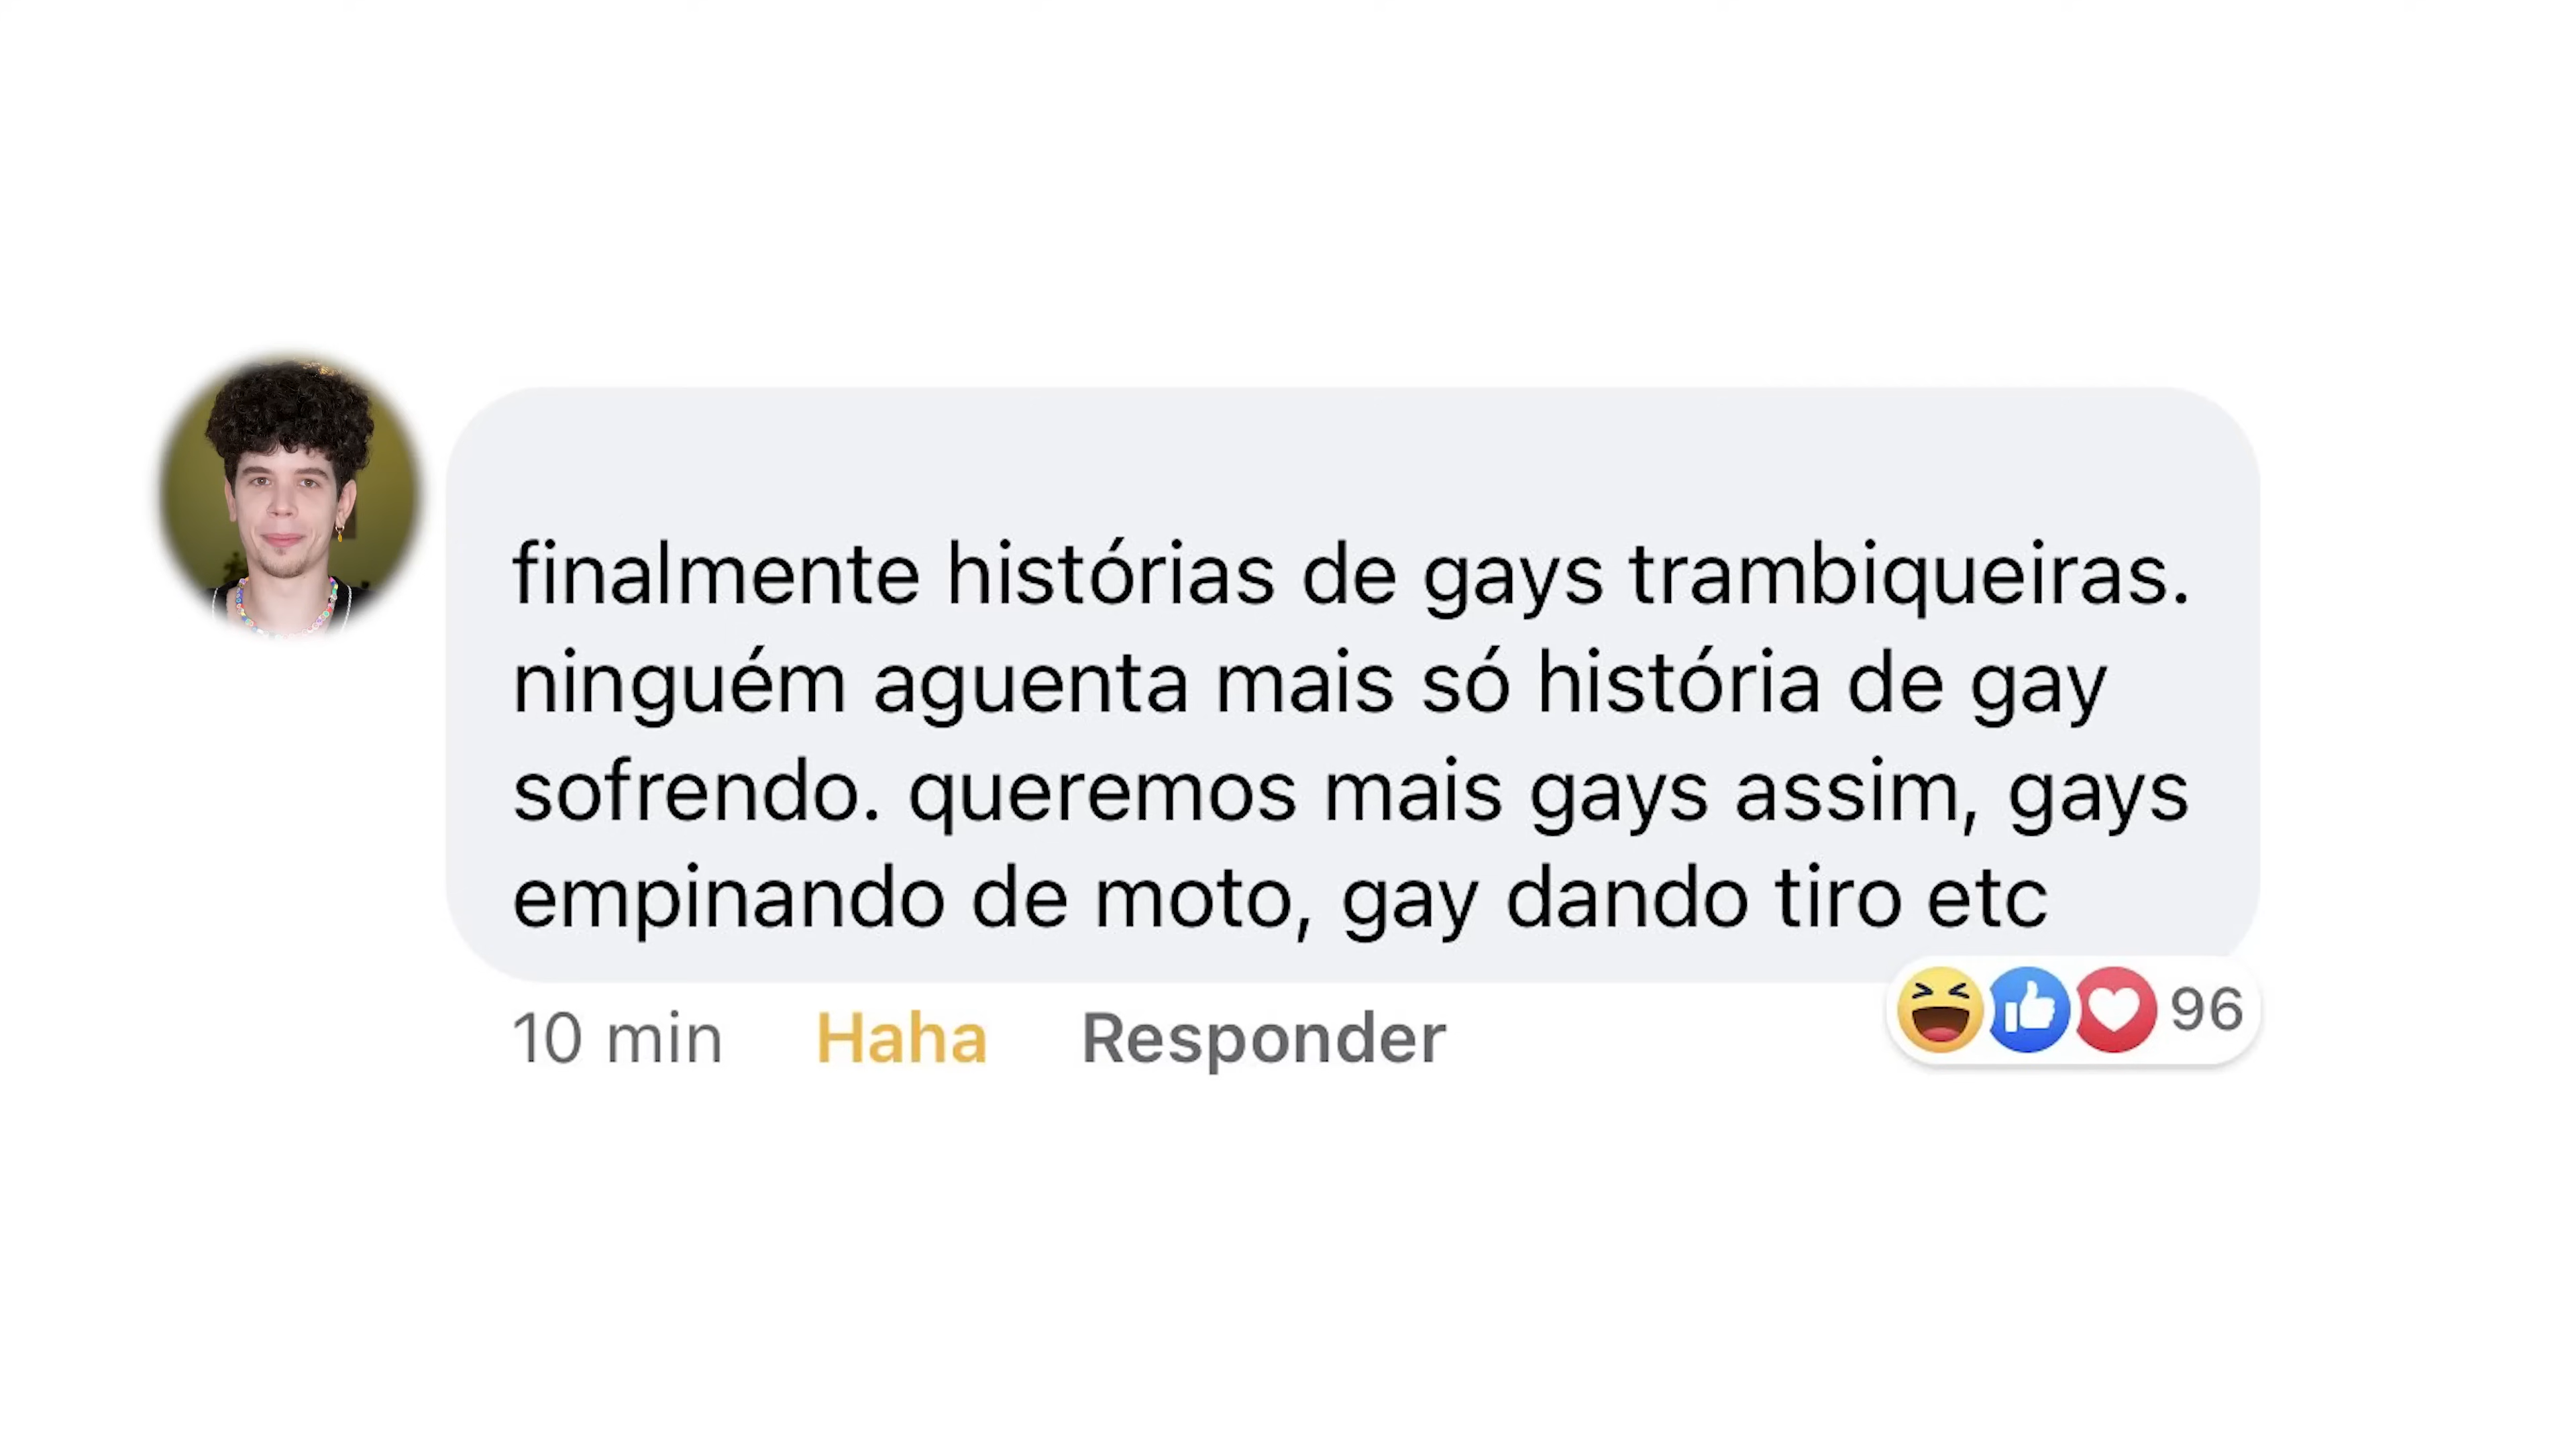 finalmente histórias de gays trambiqueiras.
ninguém aguenta mais só história de gay
sofrendo. queremos mais gays assim, gays
empinando de moto, gay dando tiro etc
10 min Haha Responder 96